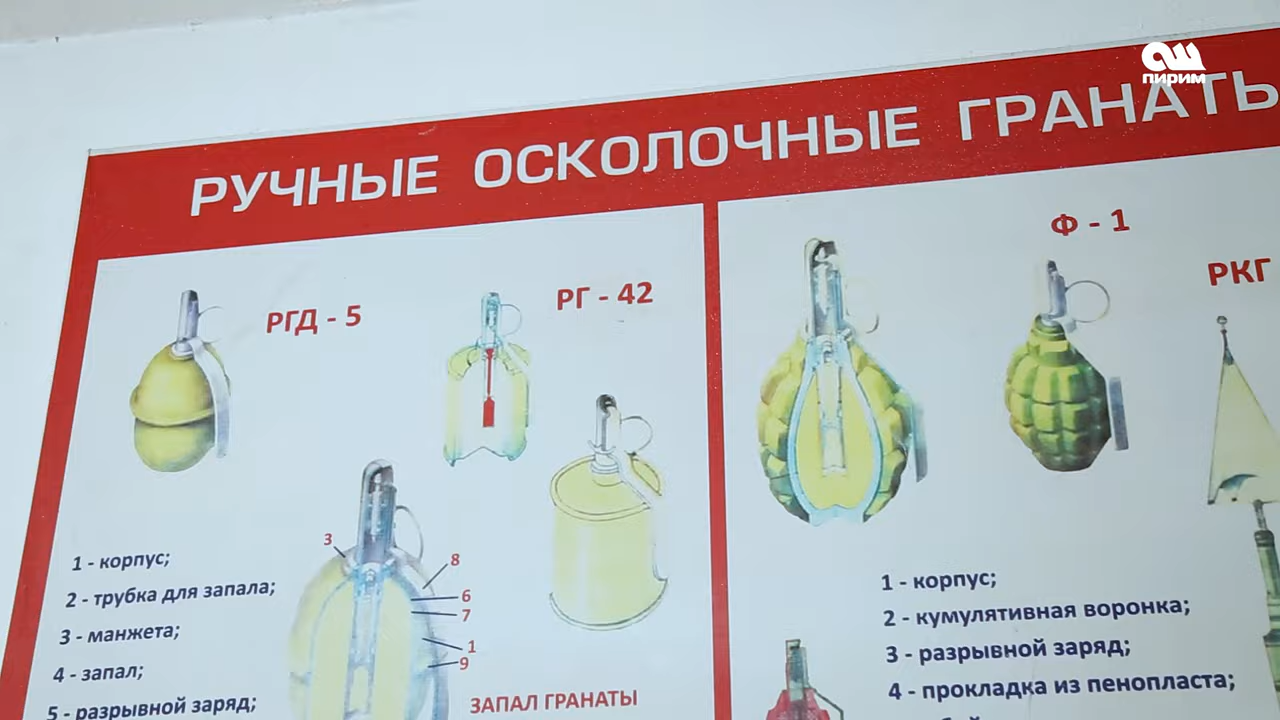 АШ
ПИРИМ
РУЧНЫЕ ОСКОЛОЧНЫЕ ГРАНАТЫ
РГД - 5
РГ - 42
3
8
6
7
1
9
1 - корпус;
2 - трубка для запала;
3 - манжета;
4 - запал;
5 - разрывной заряд;
ЗАПАЛ ГРАНАТЫ
Ф - 1
РКГ
1 - корпус;
2 - кумулятивная воронка;
3 - разрывной заряд;
4 - прокладка из пенопласта;